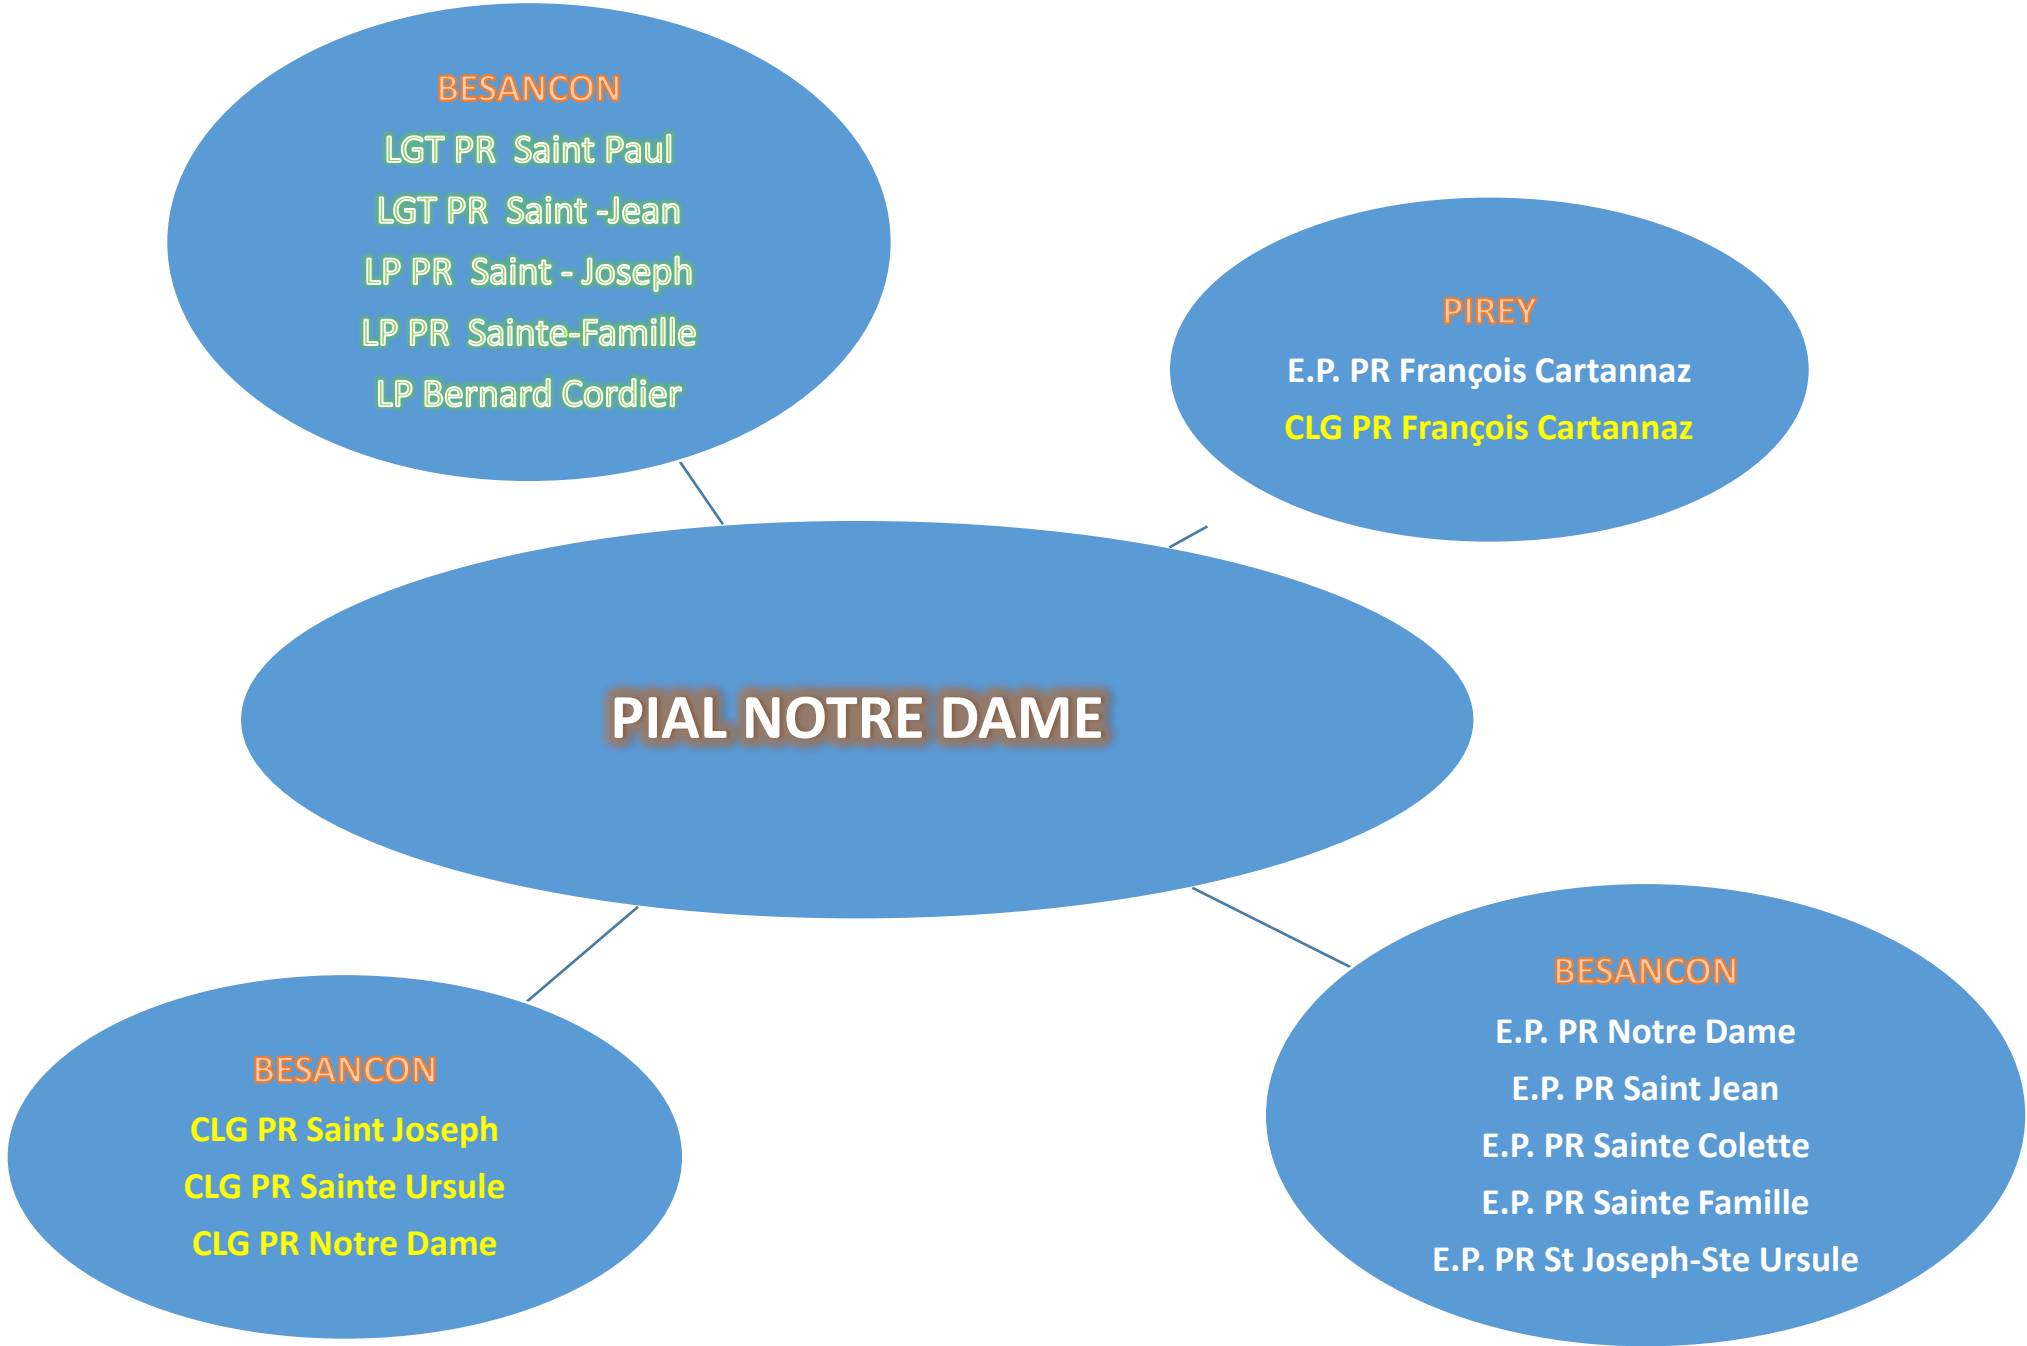 BESANCON
LGT PR  Saint Paul
LGT PR  Saint -Jean
LP PR  Saint - Joseph
LP PR  Sainte-Famille
LP Bernard Cordier
PIREY
E.P. PR François Cartannaz
CLG PR François Cartannaz
PIAL NOTRE DAME
BESANCON
CLG PR Saint Joseph
CLG PR Sainte Ursule
CLG PR Notre Dame
BESANCON
E.P. PR Notre Dame
E.P. PR Saint Jean
E.P. PR Sainte Colette
E.P. PR Sainte Famille
E.P. PR St Joseph-Ste Ursule